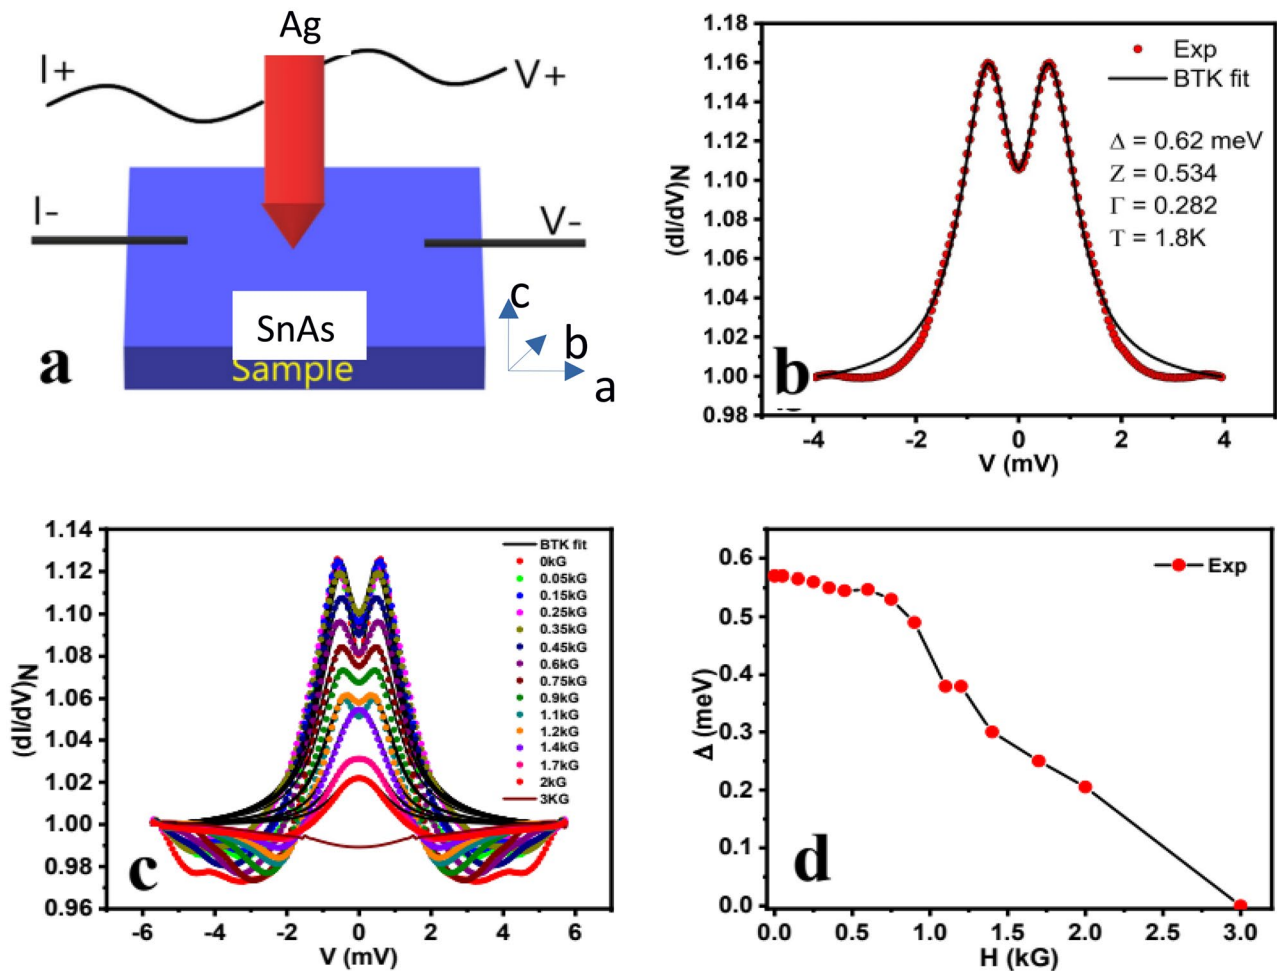 Ag
I+
V+
I-
V-
SnAs
Sample
c
b
a
a
1.18
1.16
1.14
1.12
1.10
1.08
1.06
1.04
1.02
1.00
0.98
(dI/dV)N
Exp
BTK fit
Δ = 0.62 meV
Z = 0.534
Γ = 0.282
T = 1.8K
b
-4
-2
0
2
4
V (mV)
1.14
1.12
1.10
1.08
1.06
1.04
1.02
1.00
0.98
0.96
(dI/dV)N
BTK fit
0kG
0.05kG
0.15kG
0.25kG
0.35kG
0.45kG
0.6kG
0.75kG
0.9kG
1.1kG
1.2kG
1.4kG
1.7kG
2kG
3KG
c
-6
-4
-2
0
2
4
6
V (mV)
0.6
0.5
0.4
0.3
0.2
0.1
0.0
Δ (meV)
Exp
d
0.0
0.5
1.0
1.5
2.0
2.5
3.0
H (kG)